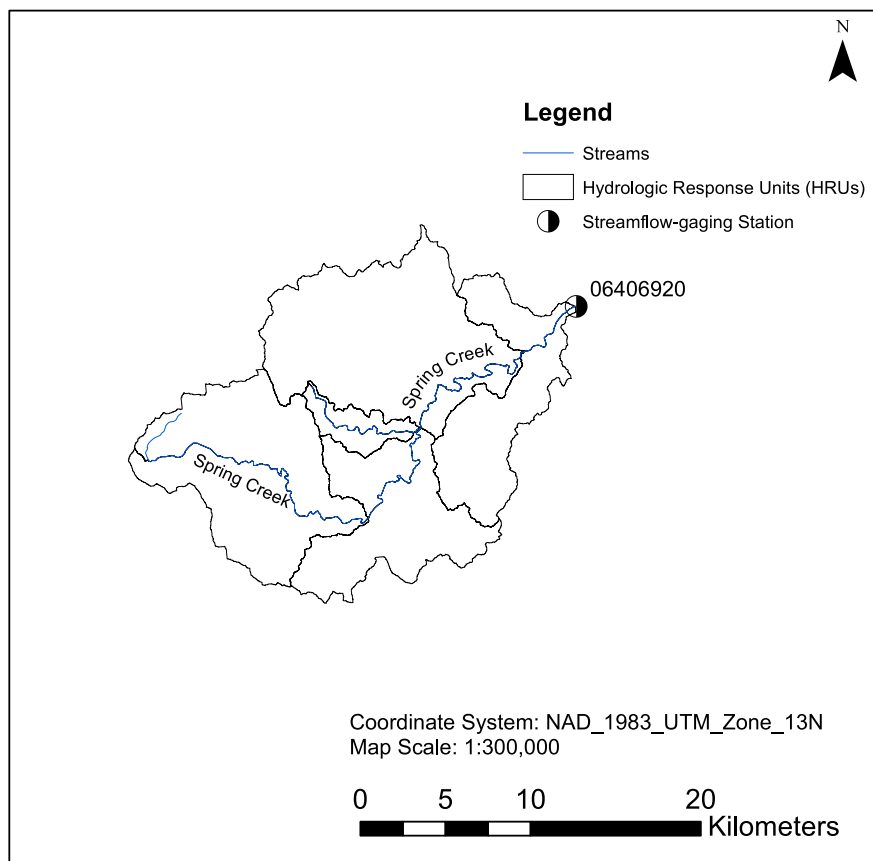 N
Legend
Streams
Hydrologic Response Units (HRUs)
Streamflow-gaging Station
06406920
Spring Creek
Spring Creek
Coordinate System: NAD_1983_UTM_Zone_13N
Map Scale: 1:300,000
0 5 10 20
Kilometers